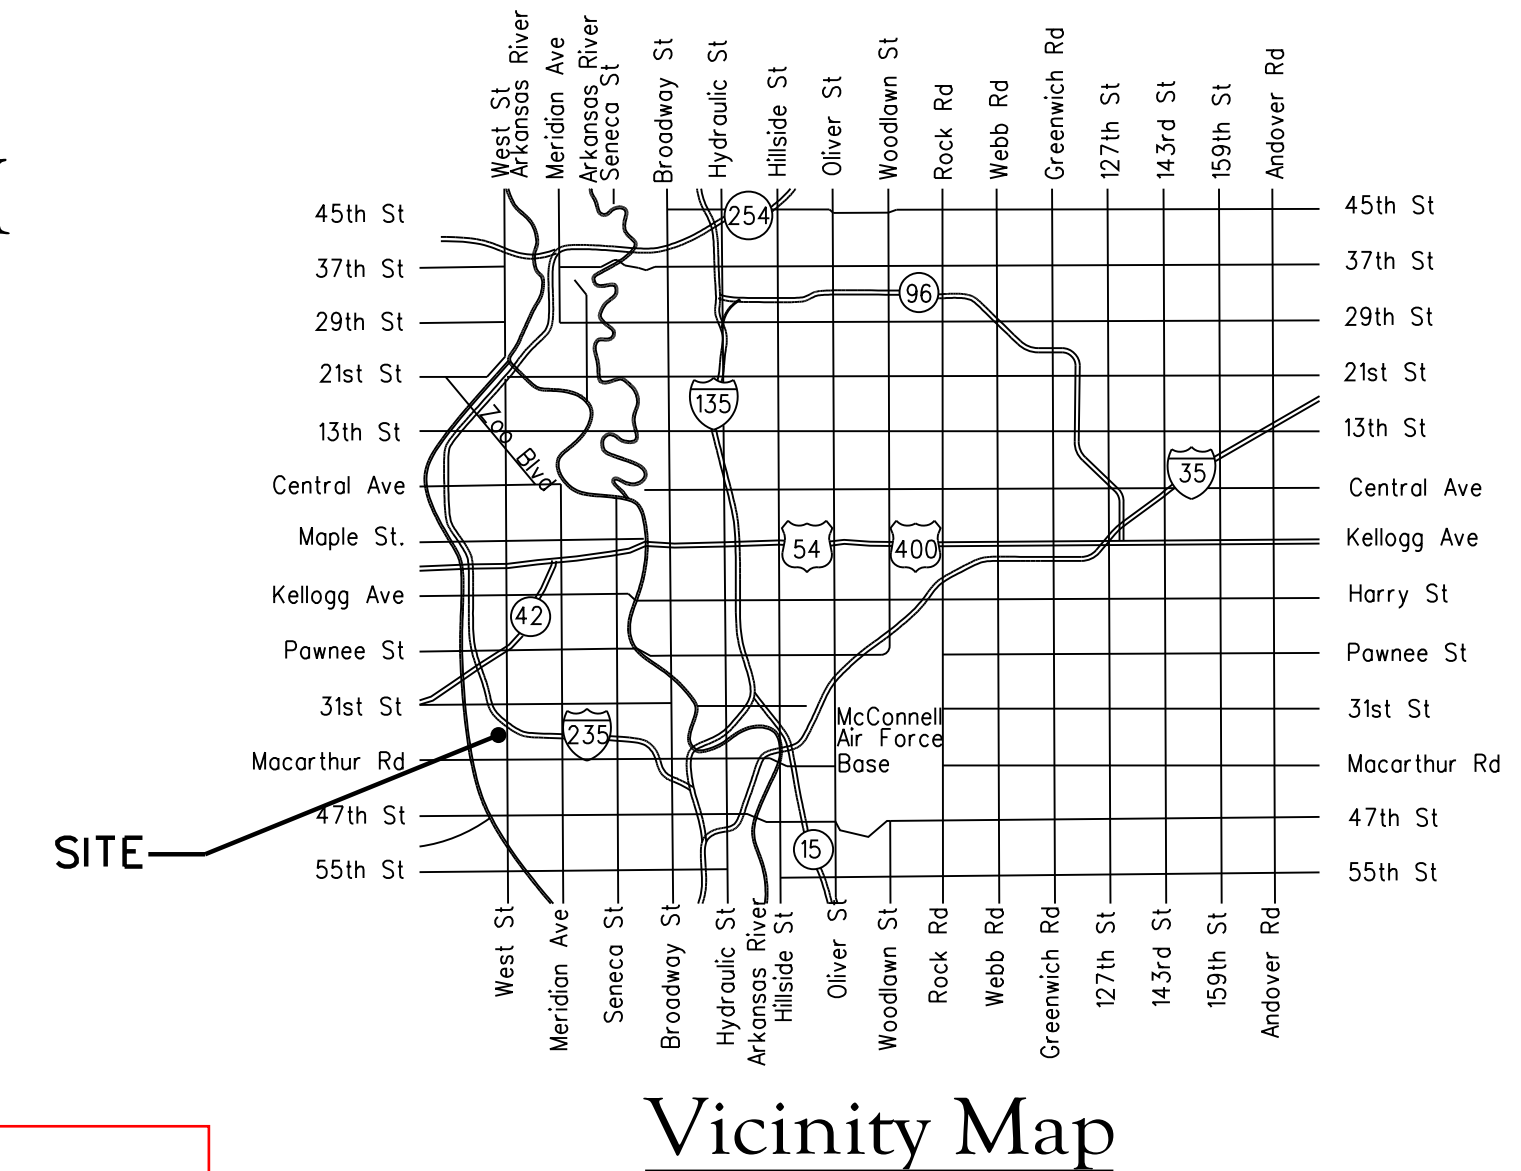 West St
Arkansas River
Meridian Ave
Arkansas River
Seneca St
Broadway St
Hydraulic St
Hillside St
Oliver St
Woodlawn St
Rock Rd
Webb Rd
Greenwich Rd
127th St
143rd St
159th St
Andover Rd
45th St
254
45th St
37th St
37th St
96
29th St
29th St
21st St
21st St
135
Zoo Blvd
13th St
13th St
35
Central Ave
Central Ave
Maple St.
54
400
Kellogg Ave
Kellogg Ave
Harry St
42
Pawnee St
Pawnee St
31st St
31st St
McConnell
Air Force
Base
235
Macarthur Rd
Macarthur Rd
47th St
47th St
SITE
15
55th St
55th St
West St
Meridian Ave
Seneca St
Broadway St
Hydraulic St
Arkansas River
Hillside St
Oliver St
Woodlawn St
Rock Rd
Webb Rd
Greenwich Rd
127th St
143rd St
159th St
Andover Rd
Vicinity Map